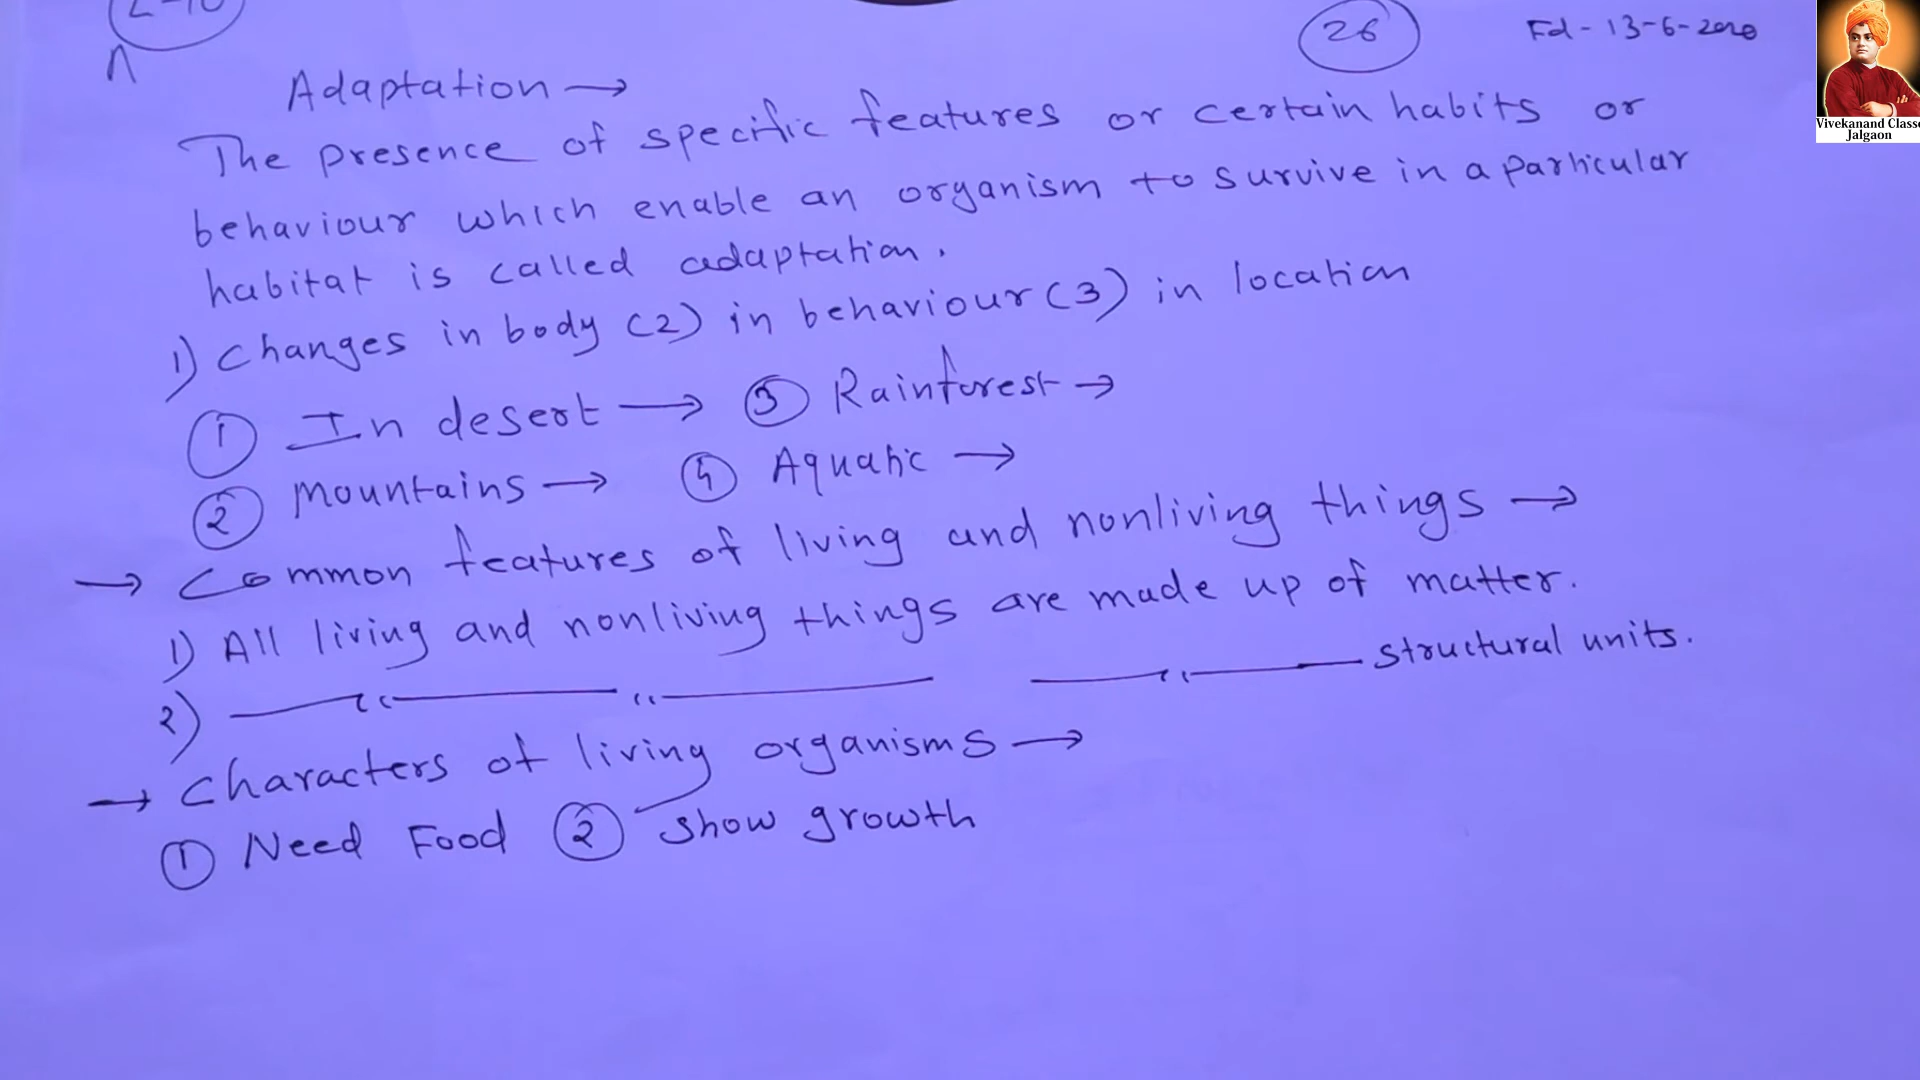 26
Fd - 13-6-2020
Vivekanand Classe
Jalgaon
Adaptation →
The presence of specific features or certain habits or
behaviour which enable an organism to survive in a particular
habitat is called adaptation.
1) Changes in body (2) in behaviour (3) in location
① In desert → ③ Rainforest →
② Mountains → ④ Aquatic →
→ Common features of living and nonliving things →
1) All living and nonliving things are made up of matter.
2) —〃—〃— —〃— structural units.
→ Characters of living organisms →
① Need Food ② show growth